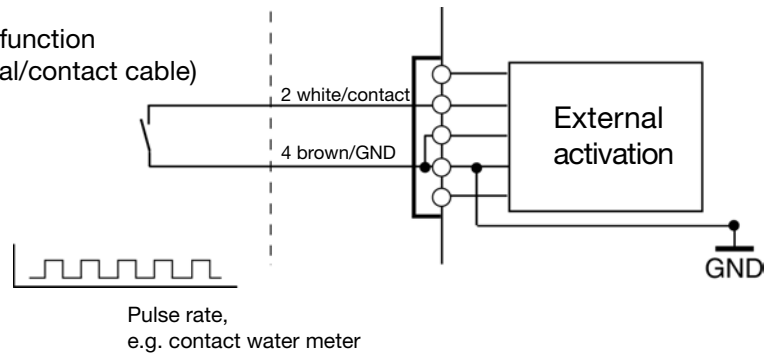 function
al/contact cable)
2 white/contact
4 brown/GND
External
activation
GND
Pulse rate,
e.g. contact water meter